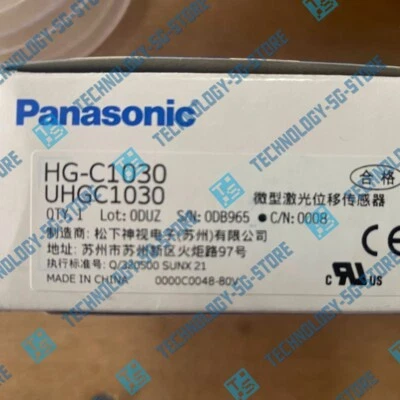 Panasonic
HG-C1030
UHGC1030
合格
微型激光位移传感器
QTY. 1 Lot: 0DUZ S/N: 0DB965 ● C/N: 0008
制造商: 松下神视电子(苏州)有限公司
地址: 苏州市苏州新区火炬路97号
执行标准号: Q/320500 SUNX 21
MADE IN CHINA 0000C0048-80V
CE
c UL us
TECHNOLOGY-5G-STORE